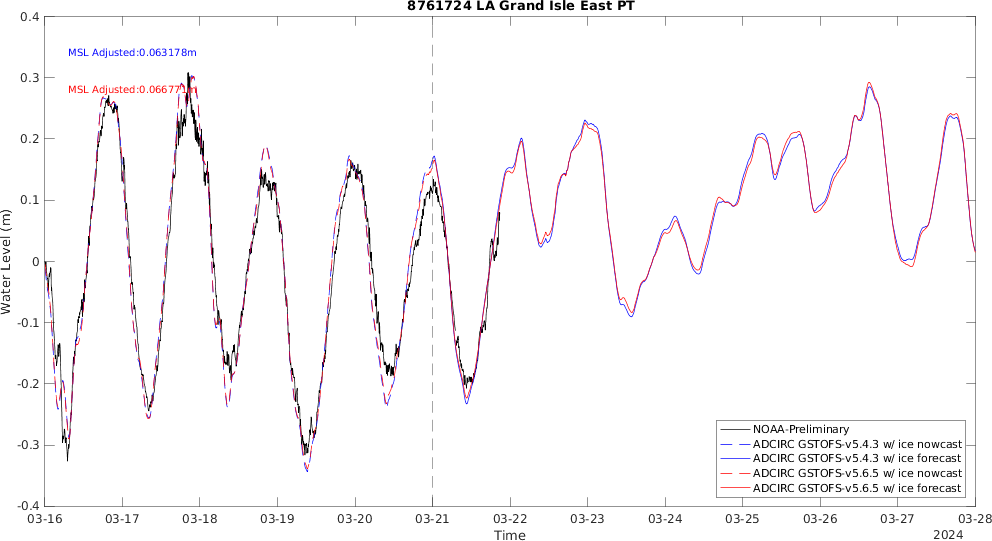 8761724 LA Grand Isle East PT
0.4
0.3
0.2
0.1
0
-0.1
-0.2
-0.3
-0.4
Water Level (m)
MSL Adjusted:0.063178m
MSL Adjusted:0.066771m
NOAA-Preliminary
ADCIRC GSTOFS-v5.4.3 w/ ice nowcast
ADCIRC GSTOFS-v5.4.3 w/ ice forecast
ADCIRC GSTOFS-v5.6.5 w/ ice nowcast
ADCIRC GSTOFS-v5.6.5 w/ ice forecast
03-16 03-17 03-18 03-19 03-20 03-21 03-22 03-23 03-24 03-25 03-26 03-27 03-28
Time
2024